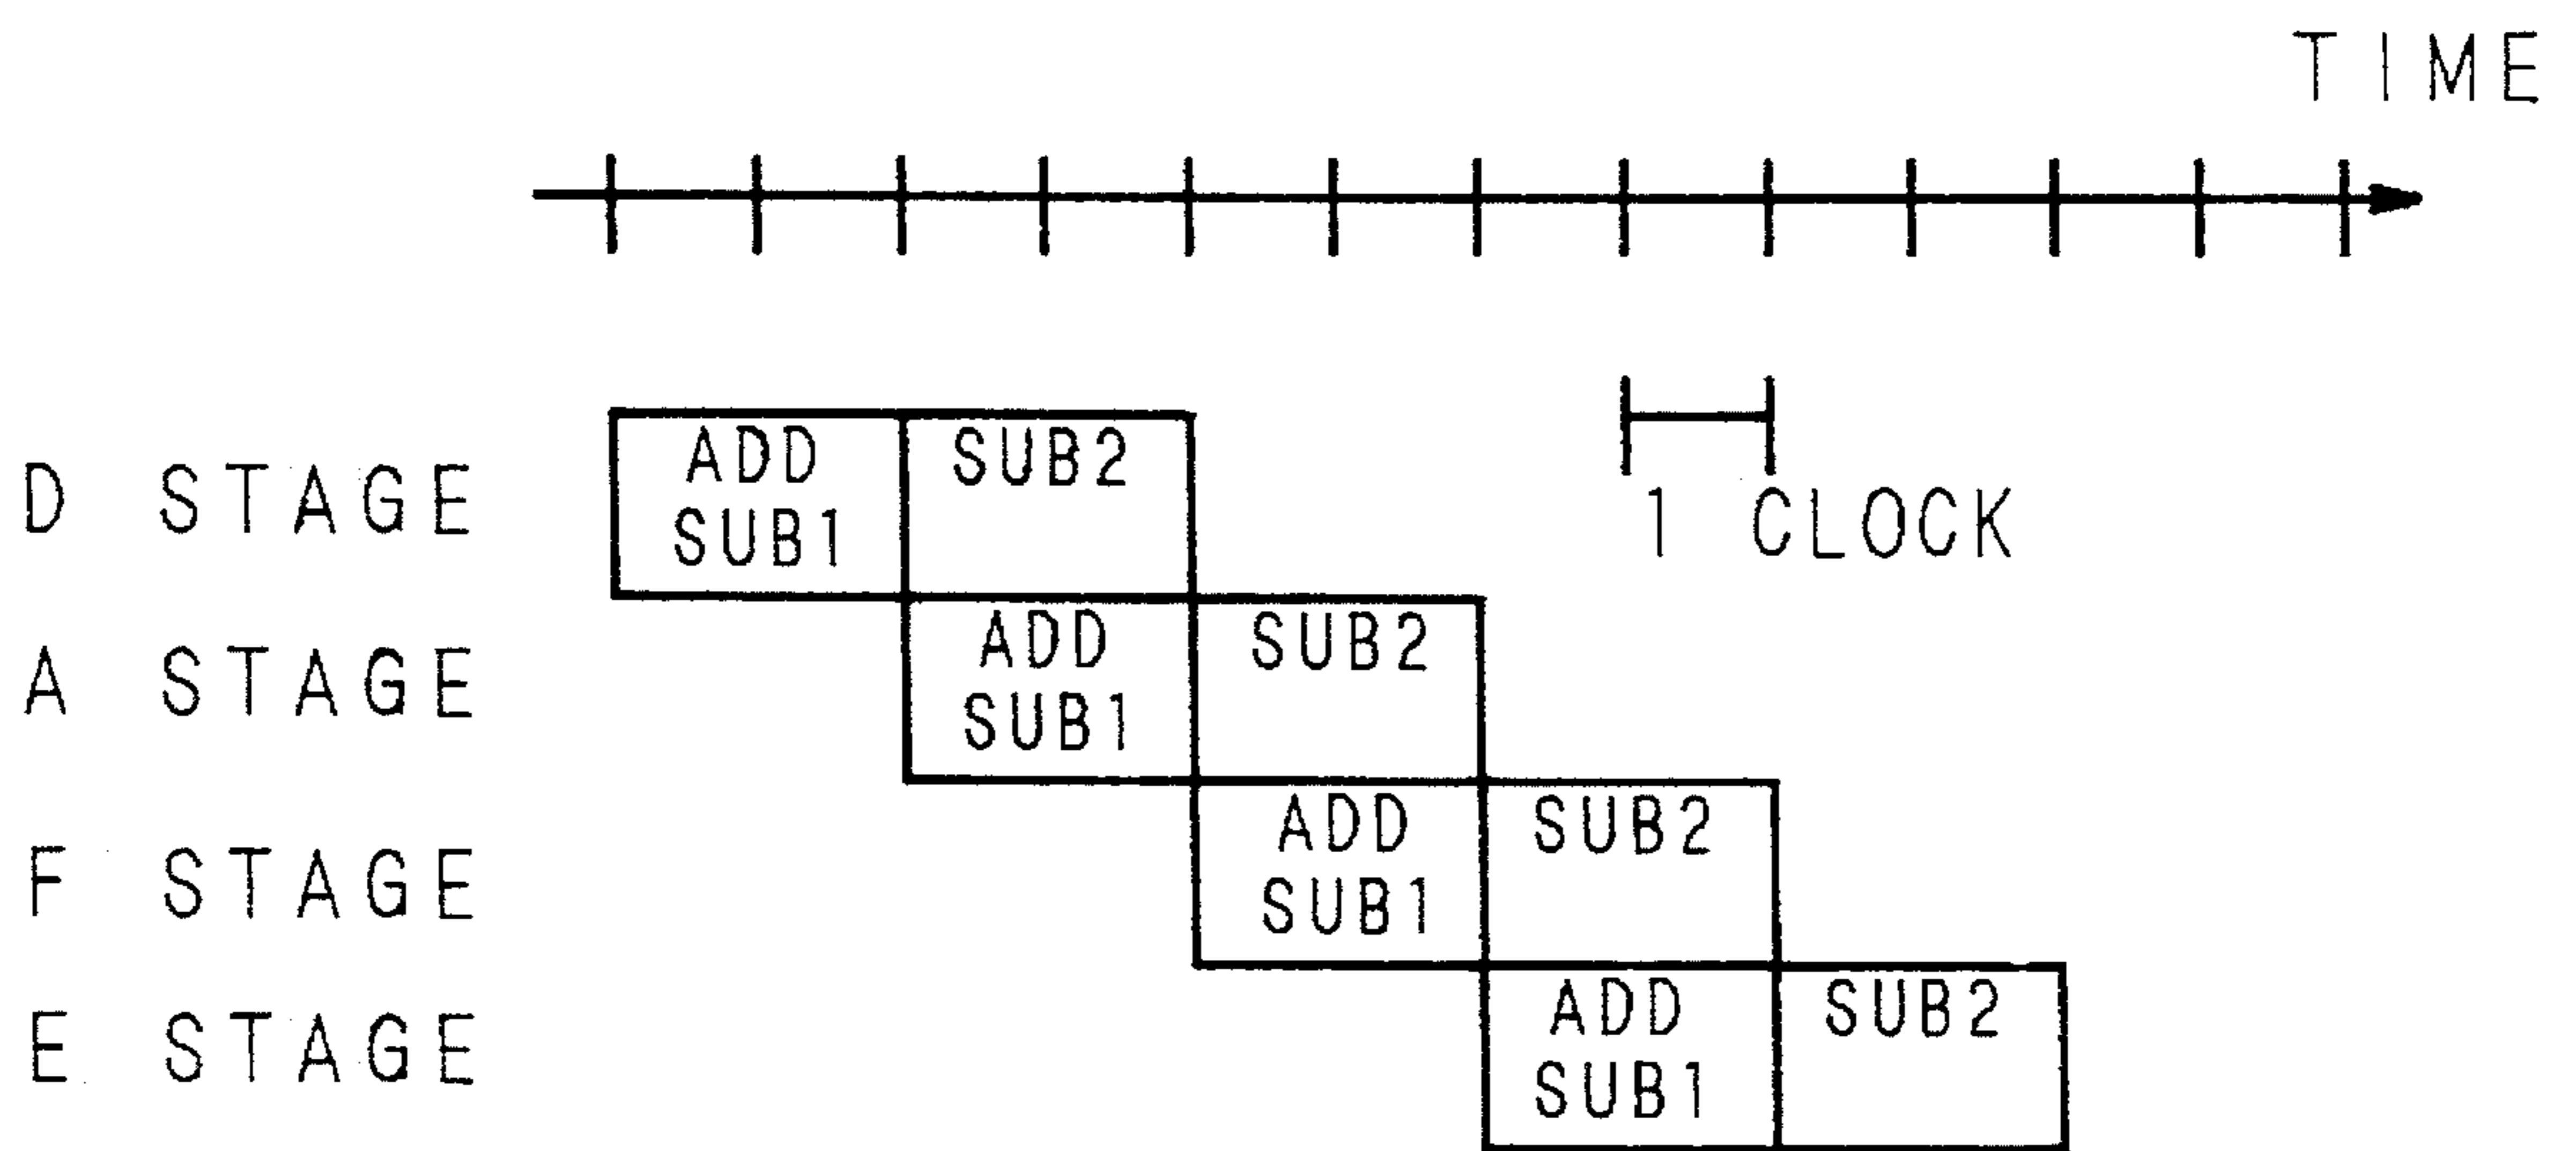 TIME
1 CLOCK
D STAGE
ADD
SUB1
SUB2
A STAGE
ADD
SUB1
SUB2
F STAGE
ADD
SUB1
SUB2
E STAGE
ADD
SUB1
SUB2